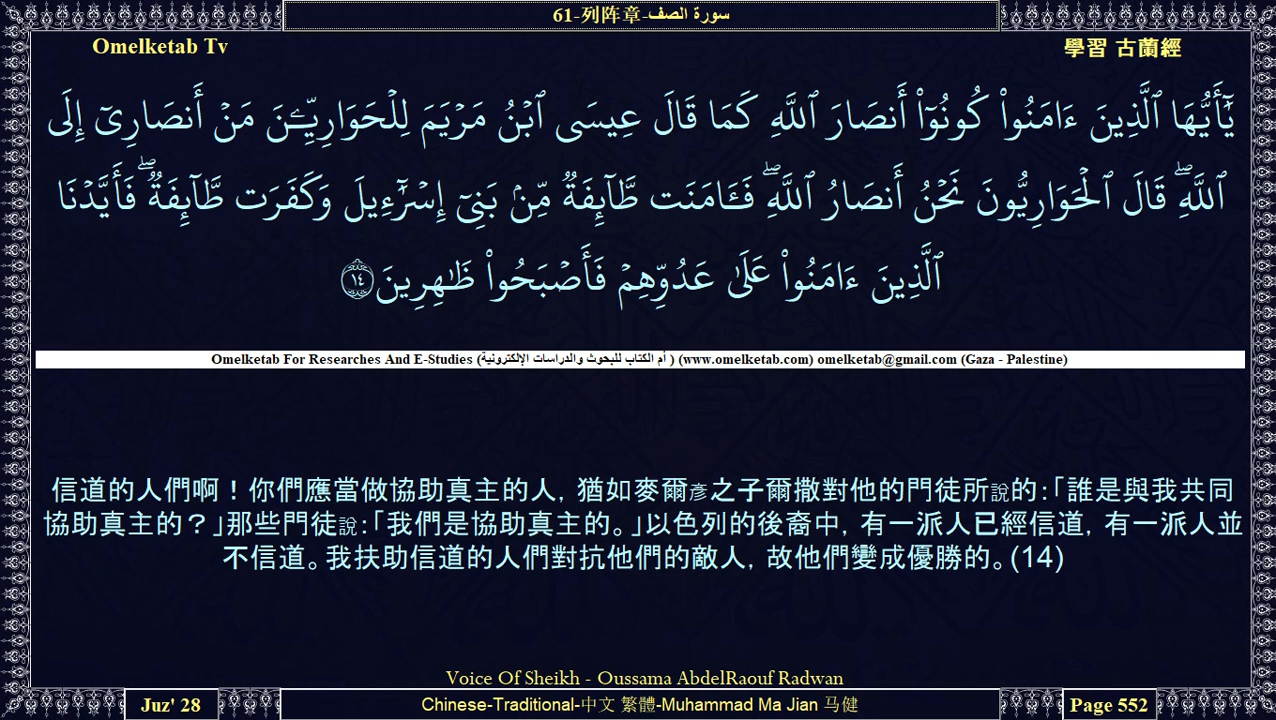 61-列阵章-سورة الصف
Omelketab Tv
學習 古蘭經
يَٰٓأَيُّهَا ٱلَّذِينَ ءَامَنُوا۟ كُونُوٓا۟ أَنصَارَ ٱللَّهِ كَمَا قَالَ عِيسَى ٱبْنُ مَرْيَمَ لِلْحَوَارِيِّـۧنَ مَنْ أَنصَارِىٓ إِلَى
ٱللَّهِ ۖ قَالَ ٱلْحَوَارِيُّونَ نَحْنُ أَنصَارُ ٱللَّهِ ۖ فَـَٔامَنَت طَّآئِفَةٌ مِّنۢ بَنِىٓ إِسْرَٰٓءِيلَ وَكَفَرَت طَّآئِفَةٌ ۖ فَأَيَّدْنَا
ٱلَّذِينَ ءَامَنُوا۟ عَلَىٰ عَدُوِّهِمْ فَأَصْبَحُوا۟ ظَٰهِرِينَ ١٤
Omelketab For Researches And E-Studies (أم الكتاب للبحوث والدراسات الإلكترونية ) (www.omelketab.com) omelketab@gmail.com (Gaza - Palestine)
信道的人們啊！你們應當做協助真主的人，猶如麥爾彥之子爾撒對他的門徒所說的：「誰是與我共同
協助真主的？」那些門徒說：「我們是協助真主的。」以色列的後裔中，有一派人已經信道，有一派人並
不信道。我扶助信道的人們對抗他們的敵人，故他們變成優勝的。(14)
Voice Of Sheikh - Oussama AbdelRaouf Radwan
Juz' 28
Chinese-Traditional-中文 繁體-Muhammad Ma Jian 马健
Page 552